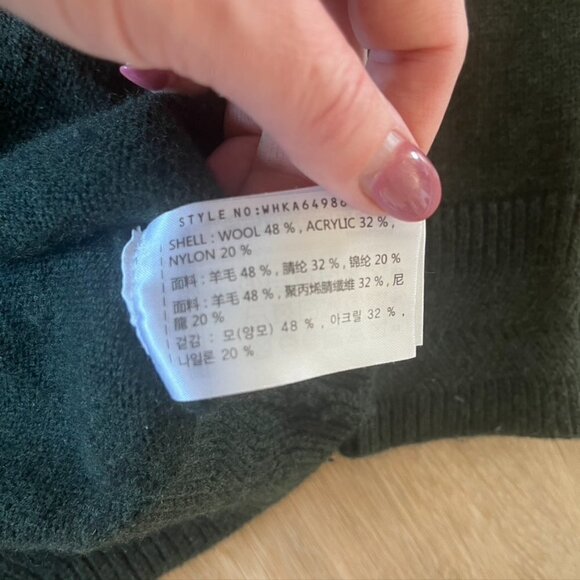 STYLE NO:WHKA64986
SHELL : WOOL 48 % , ACRYLIC 32 % ,
NYLON 20 %
面料 : 羊毛 48 % , 腈纶 32 % , 锦纶 20 %
面料 : 羊毛 48 % , 聚丙烯腈纖維 32 % , 尼
龍 20 %
겉감 : 모(양모) 48 % , 아크릴 32 % ,
나일론 20 %